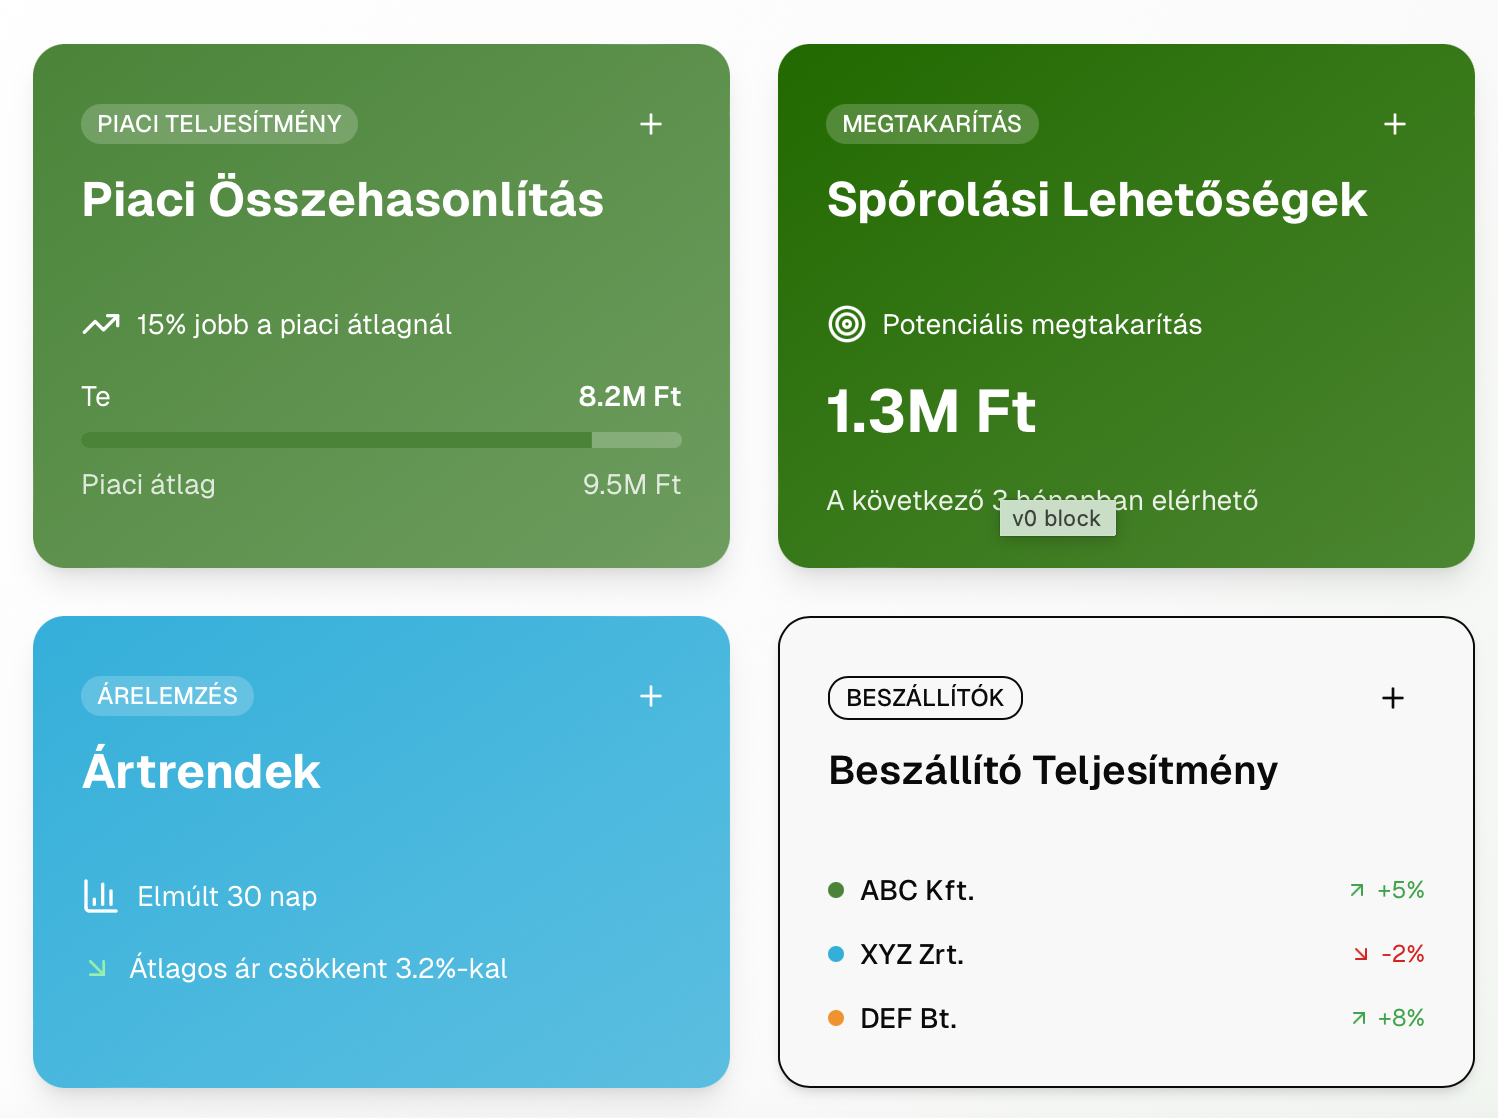 PIACI TELJESÍTMÉNY
Piaci Összehasonlítás
15% jobb a piaci átlagnál
Te 8.2M Ft
Piaci átlag 9.5M Ft
MEGTAKARÍTÁS
Spórolási Lehetőségek
Potenciális megtakarítás
1.3M Ft
A következő 3 hónapban elérhető
v0 block
ÁRELEMZÉS
Ártrendek
Elmúlt 30 nap
Átlagos ár csökkent 3.2%-kal
BESZÁLLÍTÓK
Beszállító Teljesítmény
ABC Kft. +5%
XYZ Zrt. -2%
DEF Bt. +8%